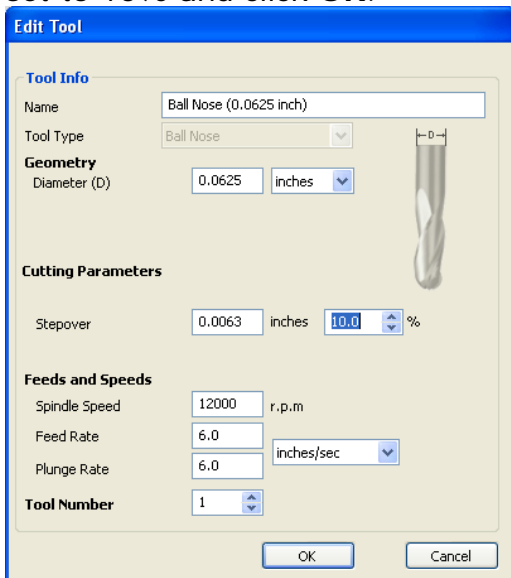 Edit Tool
Tool Info
Name Ball Nose (0.0625 inch)
Tool Type Ball Nose
D
Geometry
Diameter (D) 0.0625 inches
Cutting Parameters
Stepover 0.0063 inches 10.0 %
Feeds and Speeds
Spindle Speed 12000 r.p.m
Feed Rate 6.0
inches/sec
Plunge Rate 6.0
Tool Number 1
OK Cancel